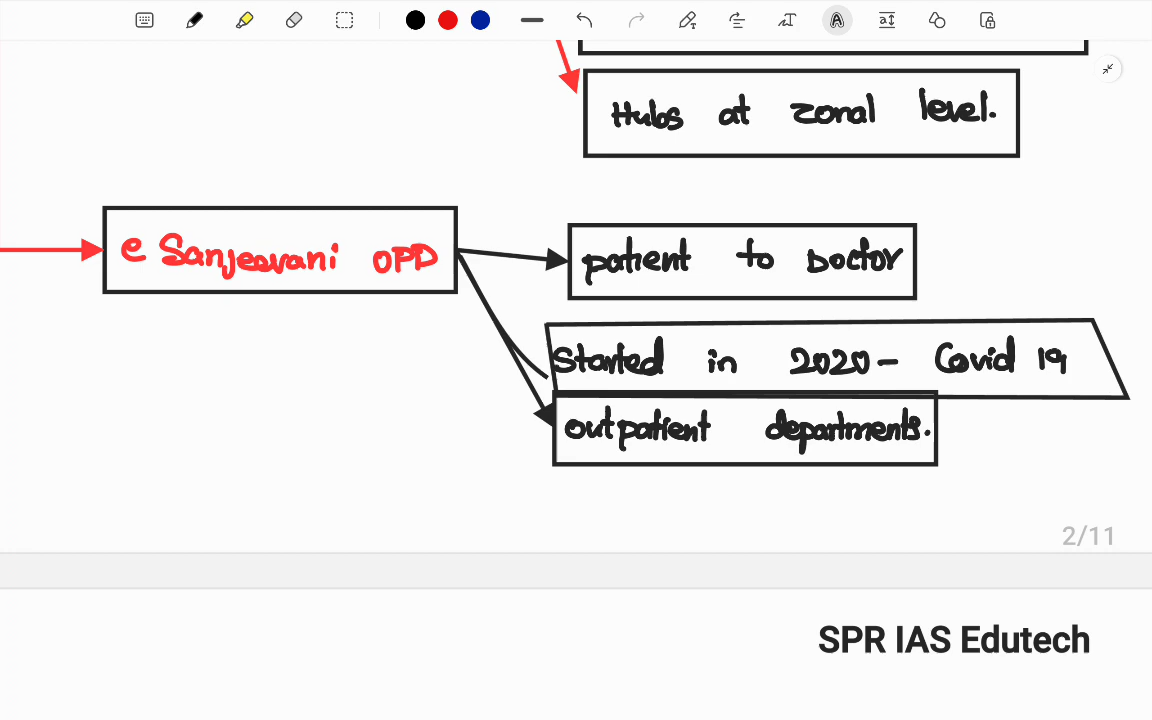 Hubs at zonal level.
e Sanjeevani OPD
patient to Doctor
Started in 2020 - Covid 19
outpatient departments.
2/11
SPR IAS Edutech